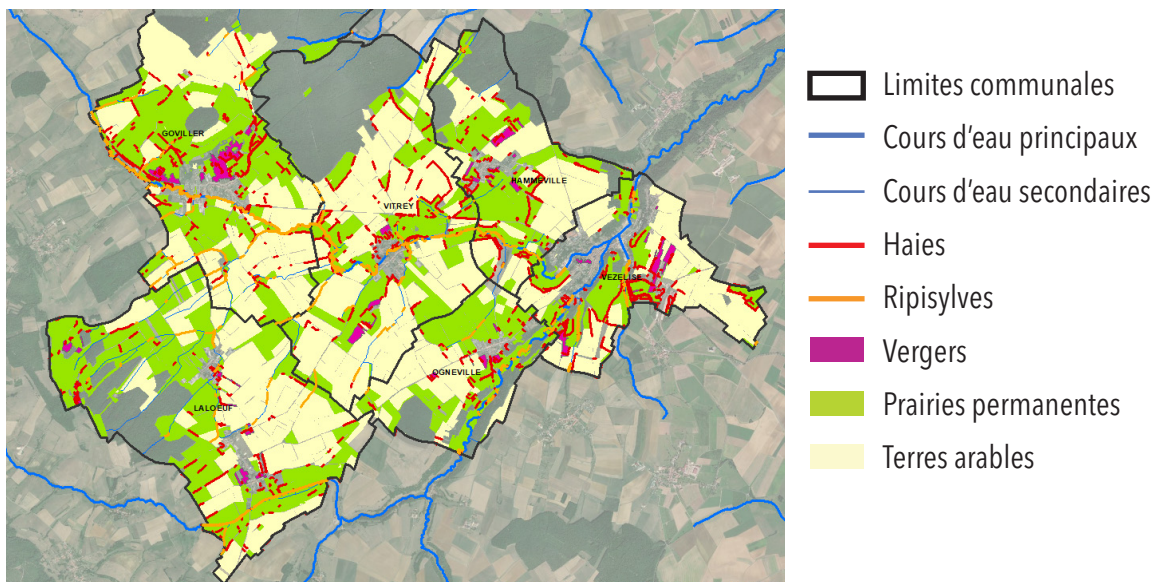 GOVILLER
HAMMEVILLE
VITREY
VEZELISE
OGNEVILLE
LALOEUF
Limites communales
Cours d'eau principaux
Cours d'eau secondaires
Haies
Ripisylves
Vergers
Prairies permanentes
Terres arables